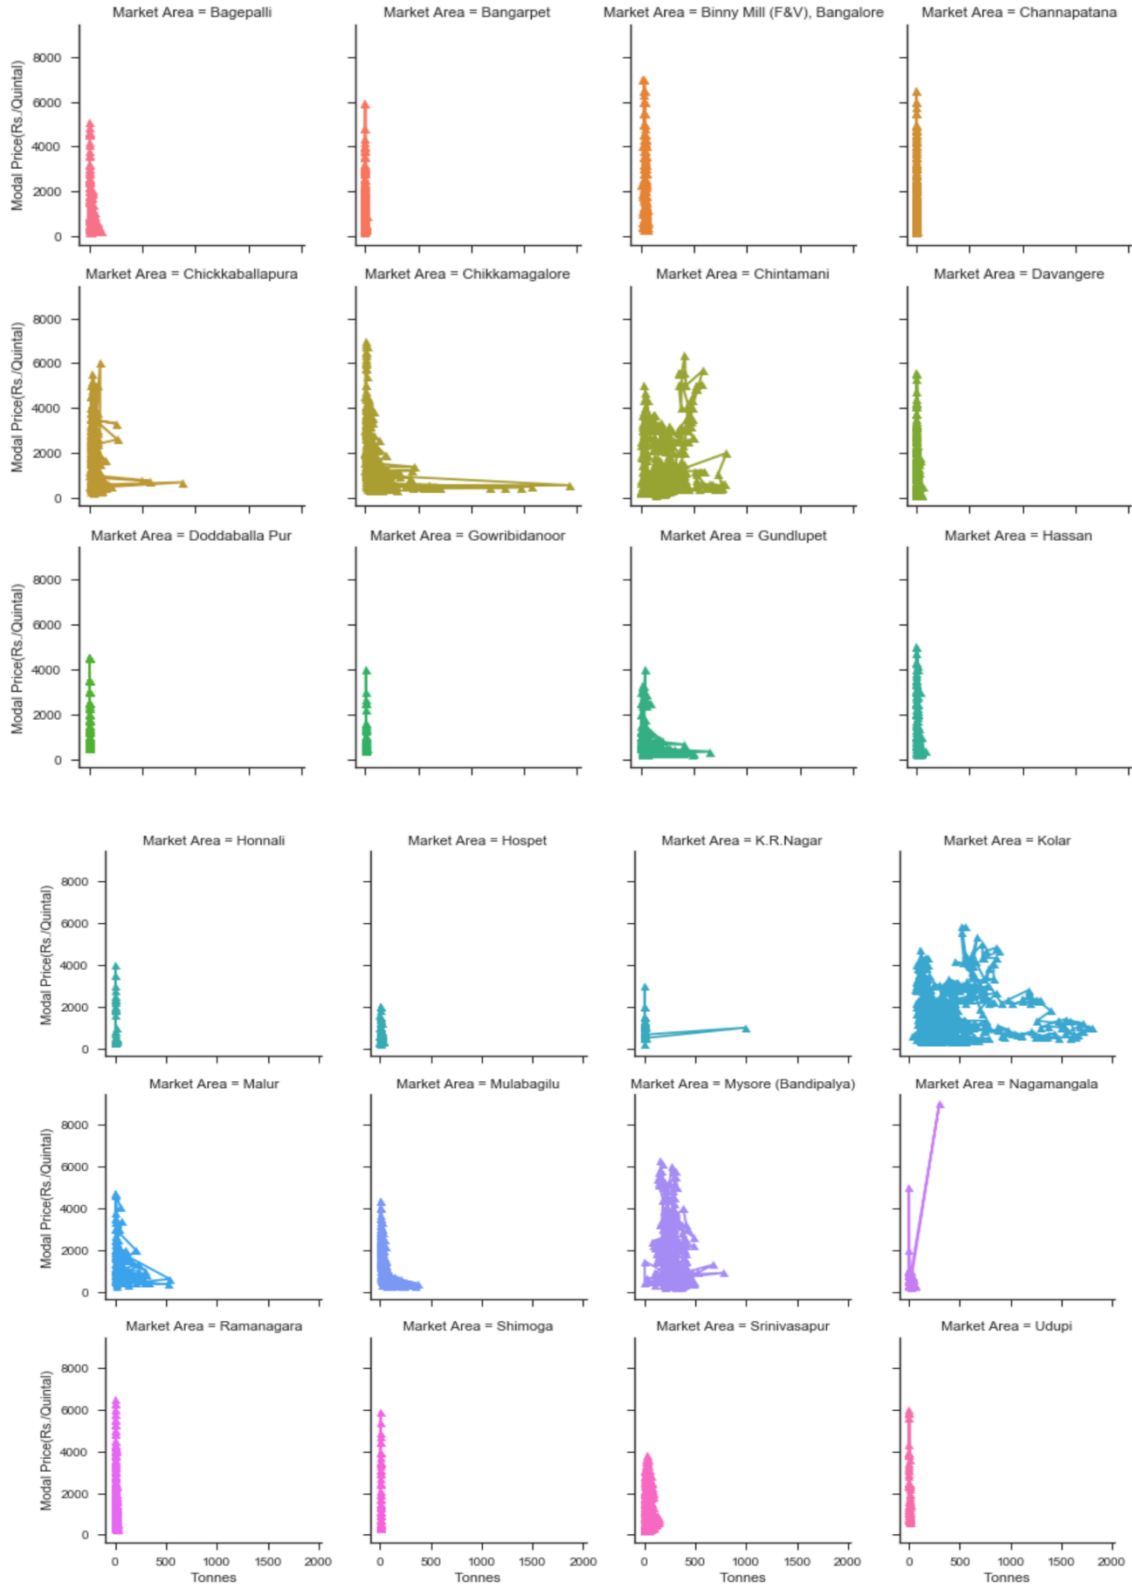 Market Area = Bagepalli
Market Area = Bangarpet
Market Area = Binny Mill (F&V), Bangalore
Market Area = Channapatana
Modal Price(Rs./Quintal)
8000
6000
4000
2000
0
Market Area = Chickkaballapura
Market Area = Chikkamagalore
Market Area = Chintamani
Market Area = Davangere
Modal Price(Rs./Quintal)
8000
6000
4000
2000
0
Market Area = Doddaballa Pur
Market Area = Gowribidanoor
Market Area = Gundlupet
Market Area = Hassan
Modal Price(Rs./Quintal)
8000
6000
4000
2000
0
Market Area = Honnali
Market Area = Hospet
Market Area = K.R.Nagar
Market Area = Kolar
Modal Price(Rs./Quintal)
8000
6000
4000
2000
0
Market Area = Malur
Market Area = Mulabagilu
Market Area = Mysore (Bandipalya)
Market Area = Nagamangala
Modal Price(Rs./Quintal)
8000
6000
4000
2000
0
Market Area = Ramanagara
Market Area = Shimoga
Market Area = Srinivasapur
Market Area = Udupi
Modal Price(Rs./Quintal)
8000
6000
4000
2000
0
0 500 1000 1500 2000
Tonnes
0 500 1000 1500 2000
Tonnes
0 500 1000 1500 2000
Tonnes
0 500 1000 1500 2000
Tonnes